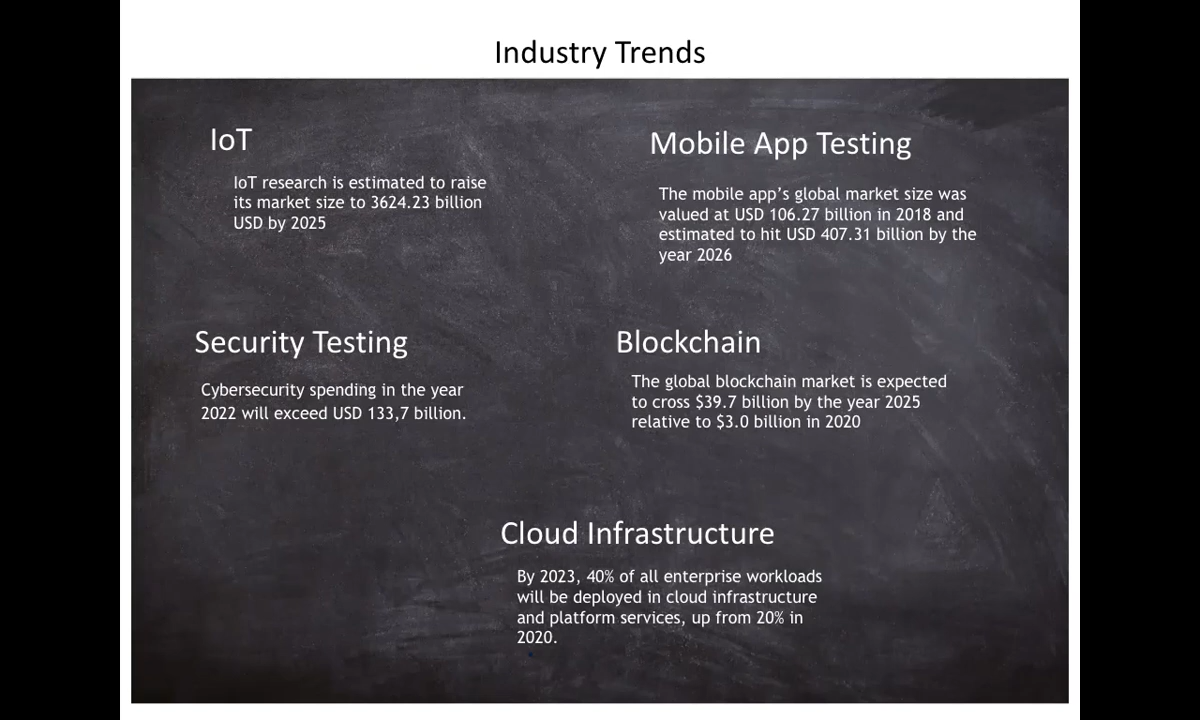 Industry Trends
IoT
IoT research is estimated to raise
its market size to 3624.23 billion
USD by 2025
Mobile App Testing
The mobile app’s global market size was
valued at USD 106.27 billion in 2018 and
estimated to hit USD 407.31 billion by the
year 2026
Security Testing
Cybersecurity spending in the year
2022 will exceed USD 133,7 billion.
Blockchain
The global blockchain market is expected
to cross $39.7 billion by the year 2025
relative to $3.0 billion in 2020
Cloud Infrastructure
By 2023, 40% of all enterprise workloads
will be deployed in cloud infrastructure
and platform services, up from 20% in
2020.